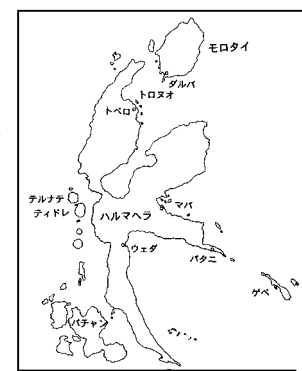 モロタイ
ダルバ
トロヌオ
トベロ
テルナテ
ティドレ
ハルマヘラ
マバ
ウェダ
パタニ
ゲベ
バチャン